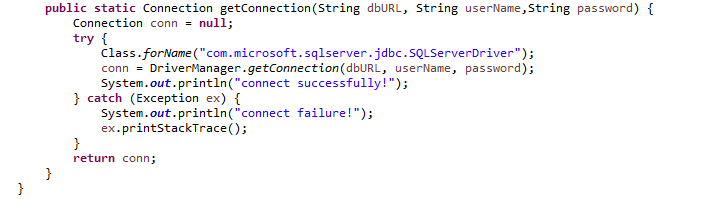 public static Connection getConnection(String dbURL, String userName,String password) {
Connection conn = null;
try {
Class.forName("com.microsoft.sqlserver.jdbc.SQLServerDriver");
conn = DriverManager.getConnection(dbURL, userName, password);
System.out.println("connect successfully!");
} catch (Exception ex) {
System.out.println("connect failure!");
ex.printStackTrace();
}
return conn;
}
}